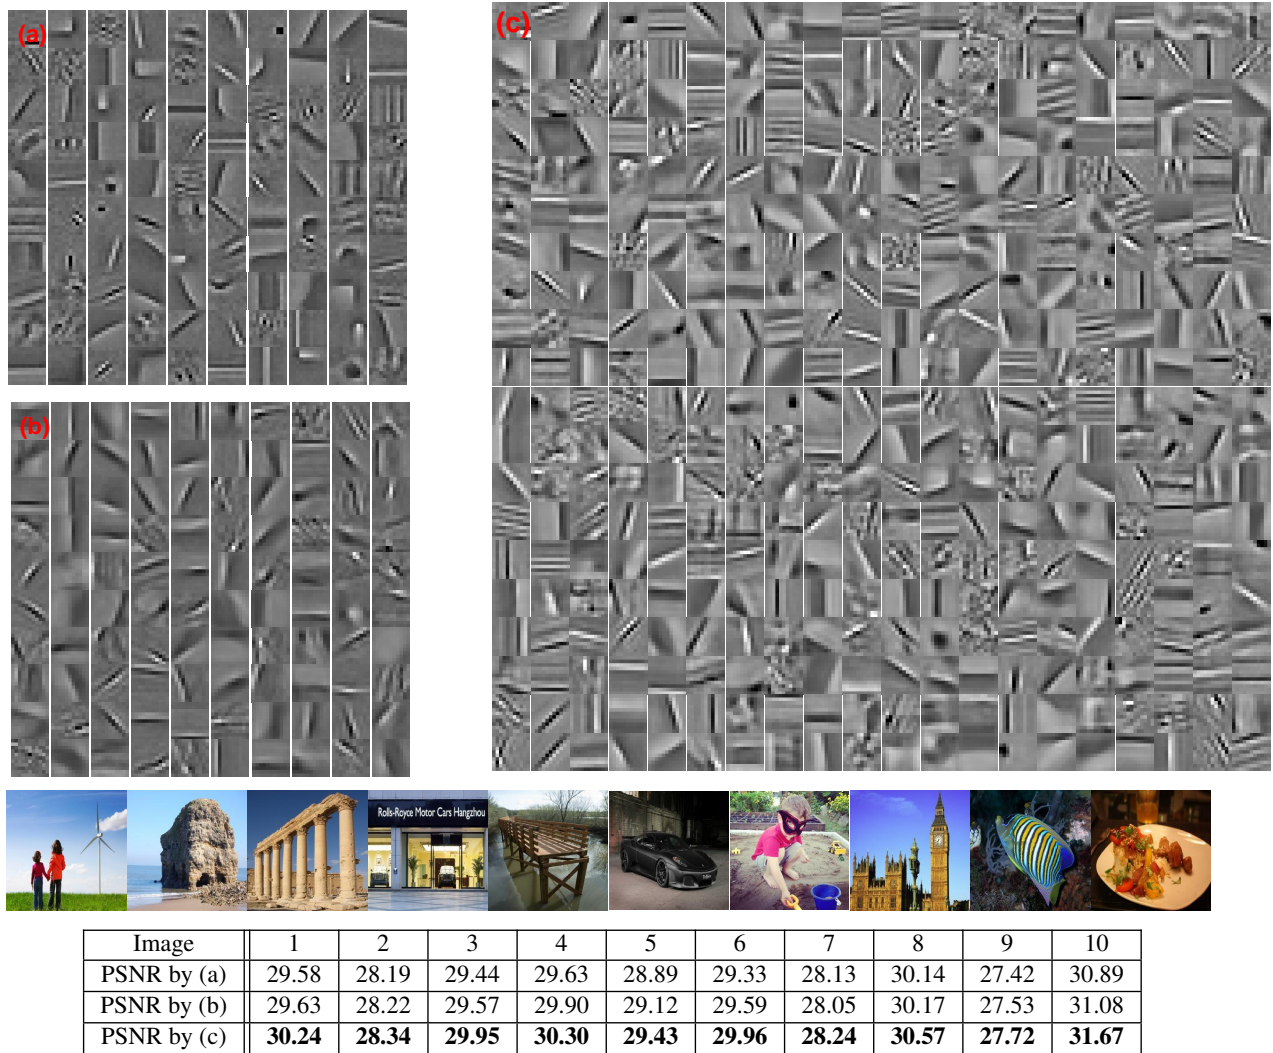 (a)
(c)
(b)
Rolls-Royce Motor Cars Hangzhou
Image 1 2 3 4 5 6 7 8 9 10
PSNR by (a) 29.58 28.19 29.44 29.63 28.89 29.33 28.13 30.14 27.42 30.89
PSNR by (b) 29.63 28.22 29.57 29.90 29.12 29.59 28.05 30.17 27.53 31.08
PSNR by (c) 30.24 28.34 29.95 30.30 29.43 29.96 28.24 30.57 27.72 31.67